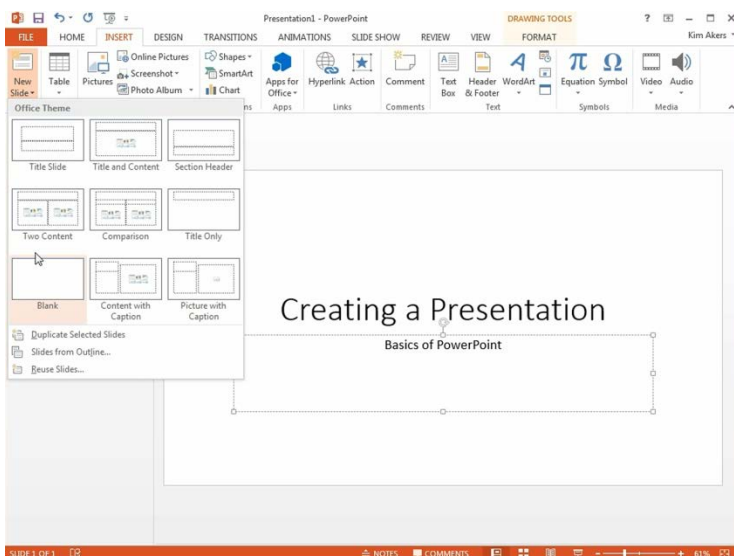 Presentation1 - PowerPoint
DRAWING TOOLS
?
FILE HOME INSERT DESIGN TRANSITIONS ANIMATIONS SLIDE SHOW REVIEW VIEW FORMAT Kim Akers
New Slide
Table
Pictures
Online Pictures
Screenshot
Photo Album
Shapes
SmartArt
Chart
Apps for Office
Hyperlink
Action
Comment
Text Box
Header & Footer
WordArt
Equation
Symbol
Video
Audio
ns Apps Links Comments Text Symbols Media
Office Theme
Title Slide Title and Content Section Header
Two Content Comparison Title Only
Blank Content with Caption Picture with Caption
Duplicate Selected Slides
Slides from Outline...
Reuse Slides...
Creating a Presentation
Basics of PowerPoint
SLIDE 1 OF 1 NOTES COMMENTS 61%